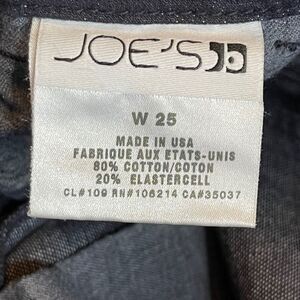 JOE'S
W 25
MADE IN USA
FABRIQUE AUX ETATS-UNIS
80% COTTON/COTON
20% ELASTERCELL
CL#109 RN#106214 CA#35037